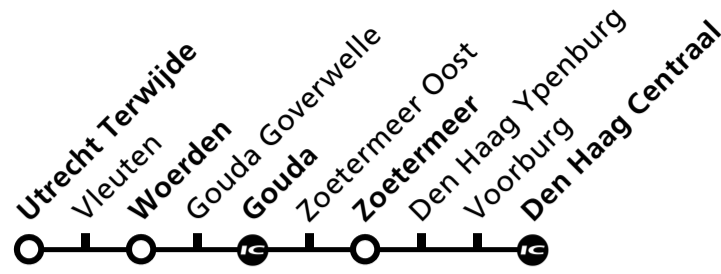 Utrecht Terwijde
Vleuten
Woerden
Gouda Goverwelle
Gouda
Zoetermeer Oost
Zoetermeer
Den Haag Ypenburg
Voorburg
Den Haag Centraal
IC
IC